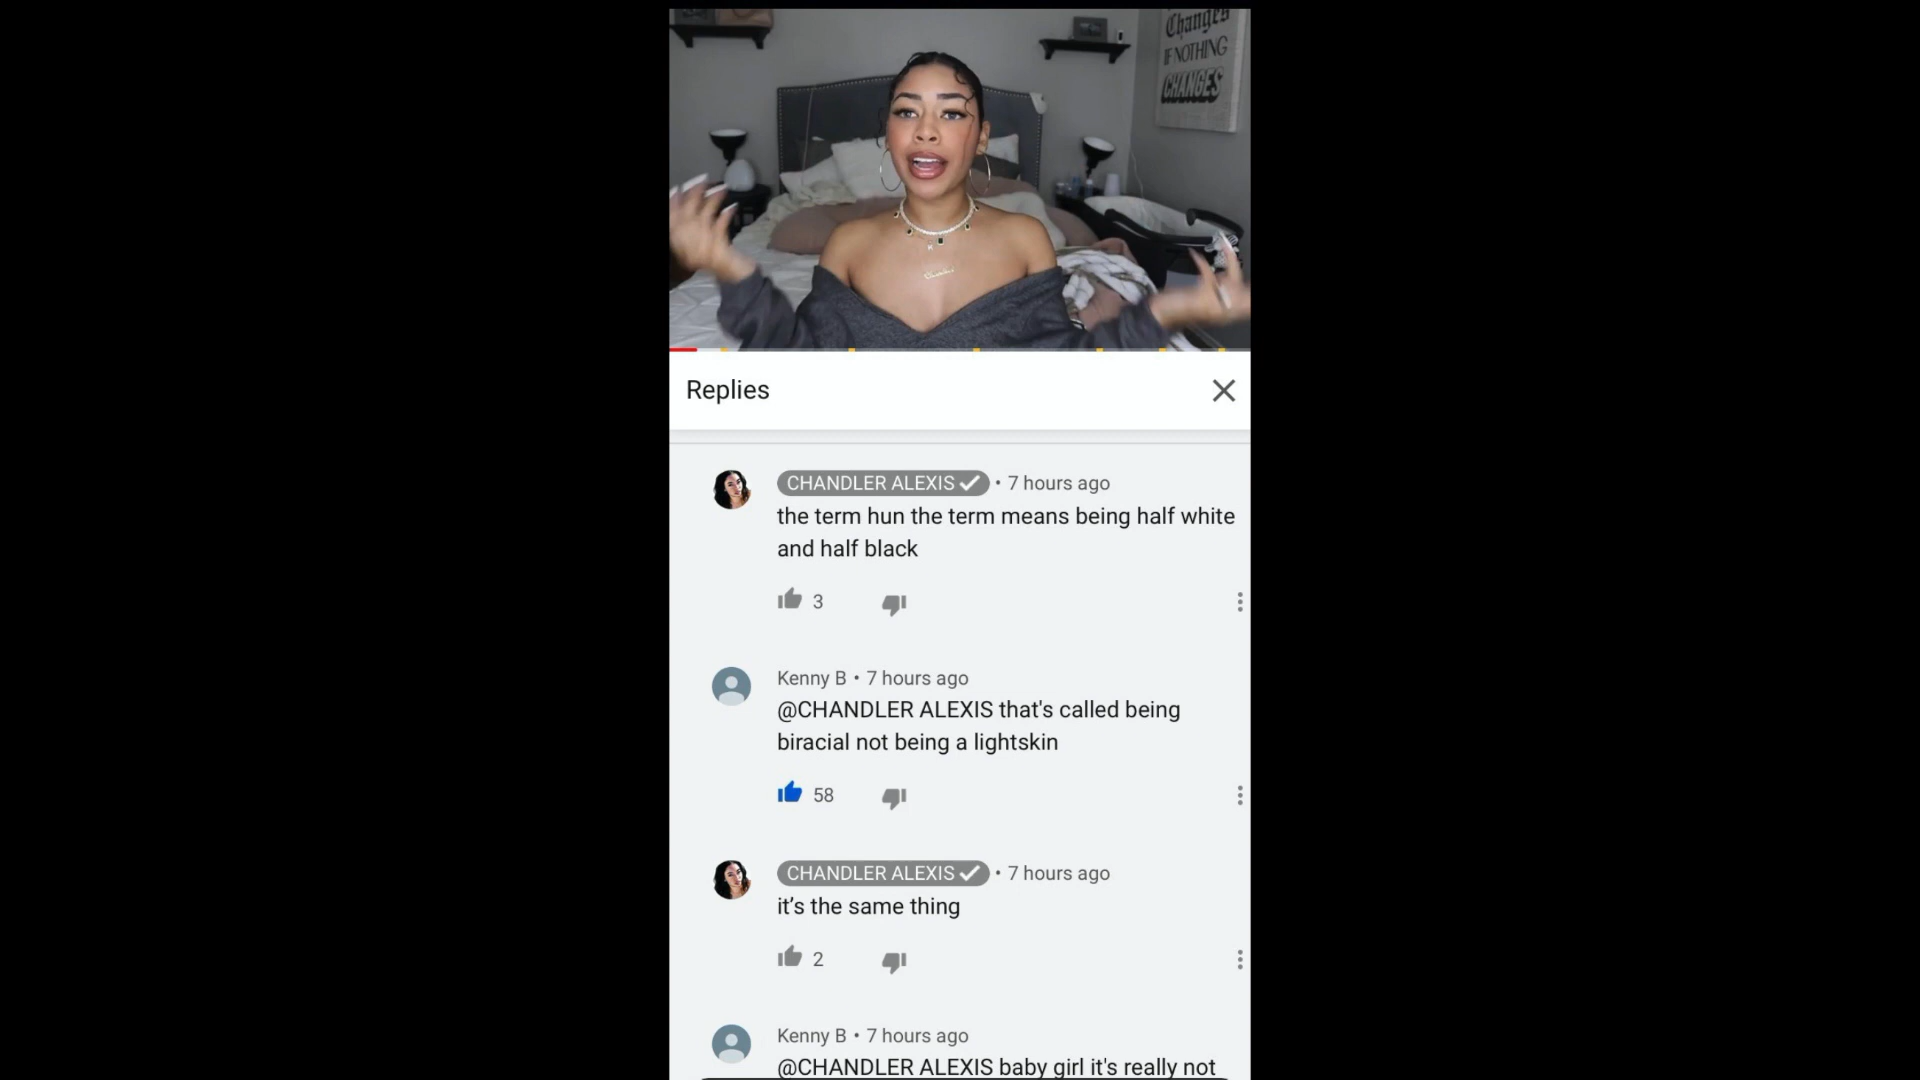 Changes
IF NOTHING
CHANGES
Replies
CHANDLER ALEXIS • 7 hours ago
the term hun the term means being half white
and half black
3
Kenny B • 7 hours ago
@CHANDLER ALEXIS that's called being
biracial not being a lightskin
58
CHANDLER ALEXIS • 7 hours ago
it’s the same thing
2
Kenny B • 7 hours ago
@CHANDLER ALEXIS baby girl it's really not